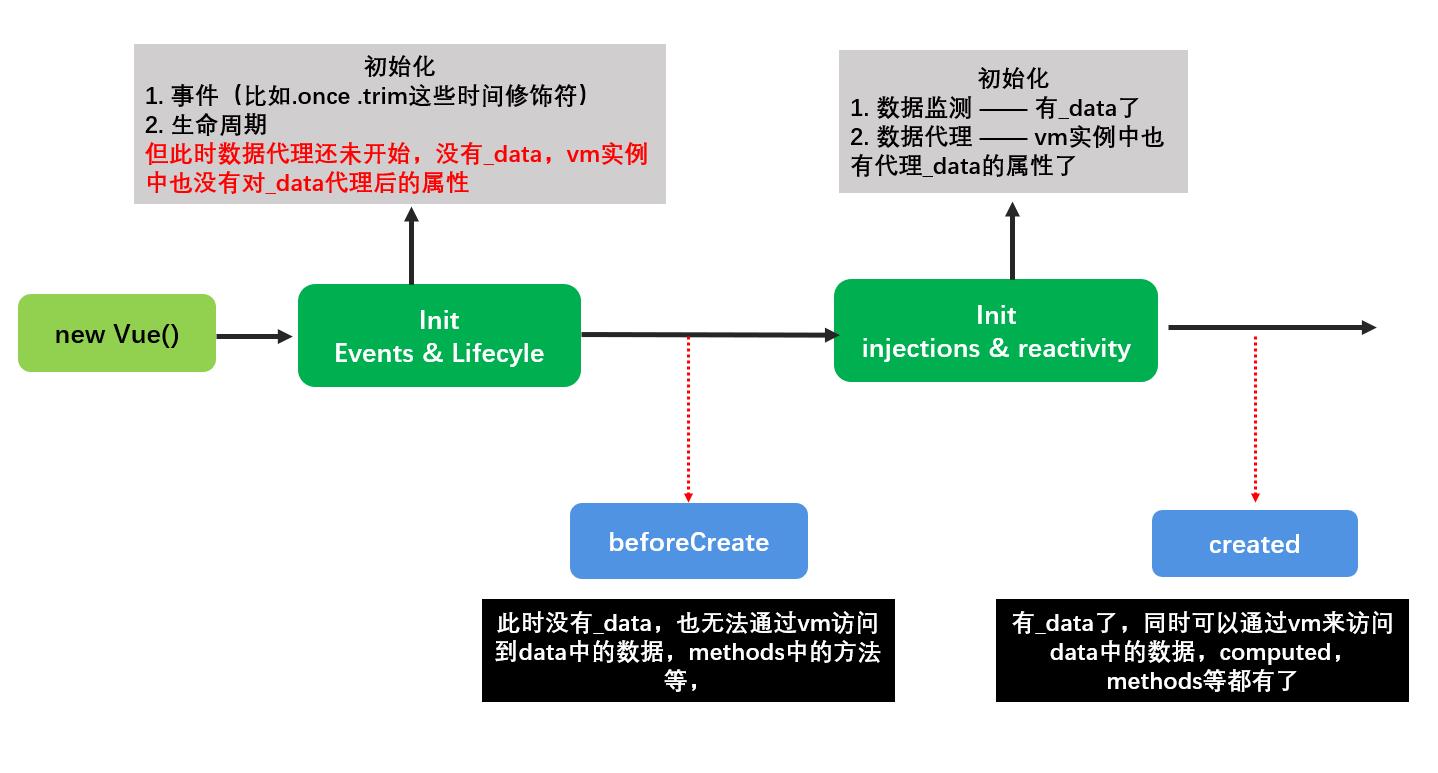 初始化
1. 事件（比如.once .trim这些时间修饰符）
2. 生命周期
但此时数据代理还未开始，没有_data，vm实例
中也没有对_data代理后的属性
初始化
1. 数据监测 —— 有_data了
2. 数据代理 —— vm实例中也
有代理_data的属性了
new Vue()
Init
Events & Lifecyle
Init
injections & reactivity
beforeCreate
created
此时没有_data，也无法通过vm访问
到data中的数据，methods中的方法
等，
有_data了，同时可以通过vm来访问
data中的数据，computed，
methods等都有了